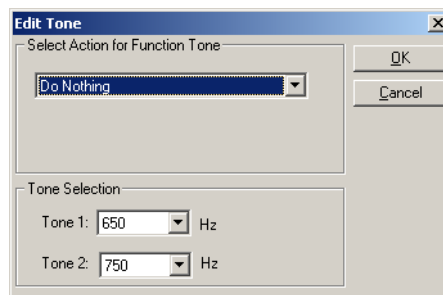 Edit Tone
Select Action for Function Tone
Do Nothing
OK
Cancel
Tone Selection
Tone 1: 650 Hz
Tone 2: 750 Hz